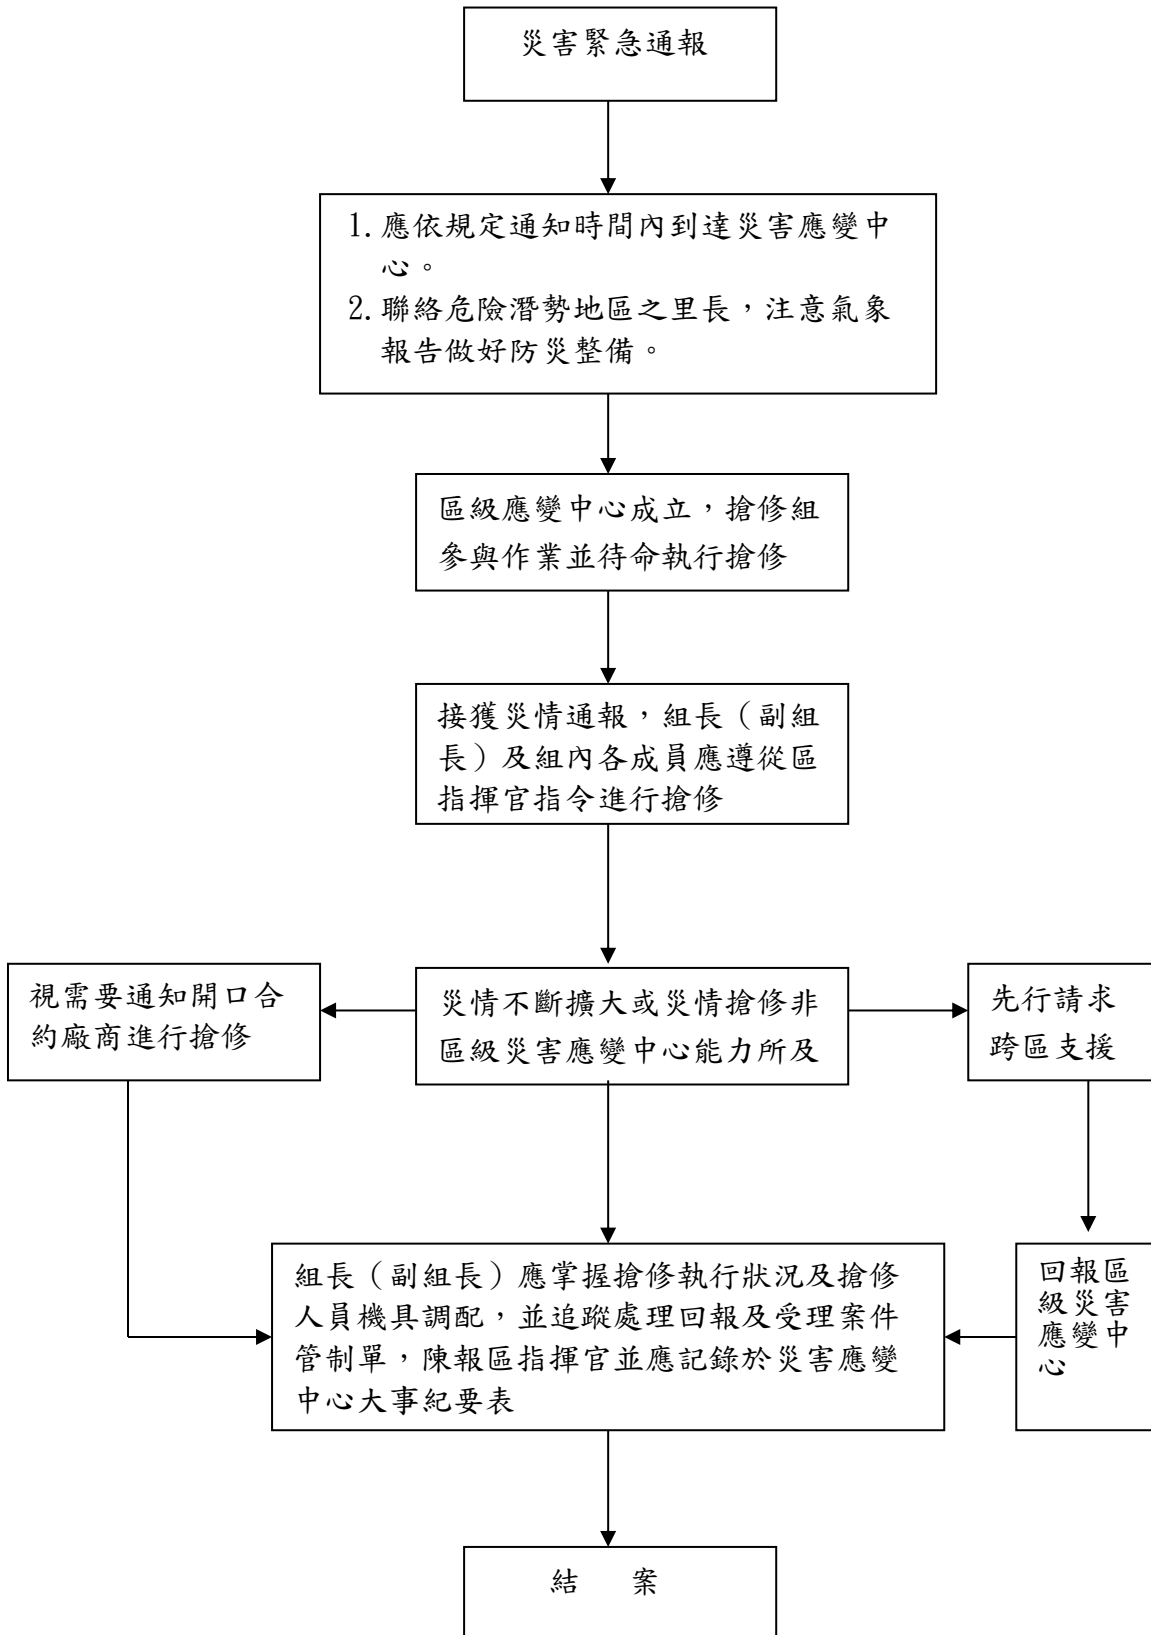 災害緊急通報
1. 應依規定通知時間內到達災害應變中
心。
2. 聯絡危險潛勢地區之里長，注意氣象
報告做好防災整備。
區級應變中心成立，搶修組
參與作業並待命執行搶修
接獲災情通報，組長（副組
長）及組內各成員應遵從區
指揮官指令進行搶修
視需要通知開口合
約廠商進行搶修
災情不斷擴大或災情搶修非
區級災害應變中心能力所及
先行請求
跨區支援
組長（副組長）應掌握搶修執行狀況及搶修
人員機具調配，並追蹤處理回報及受理案件
管制單，陳報區指揮官並應記錄於災害應變
中心大事紀要表
回報區
級災害
應變中
心
結　案